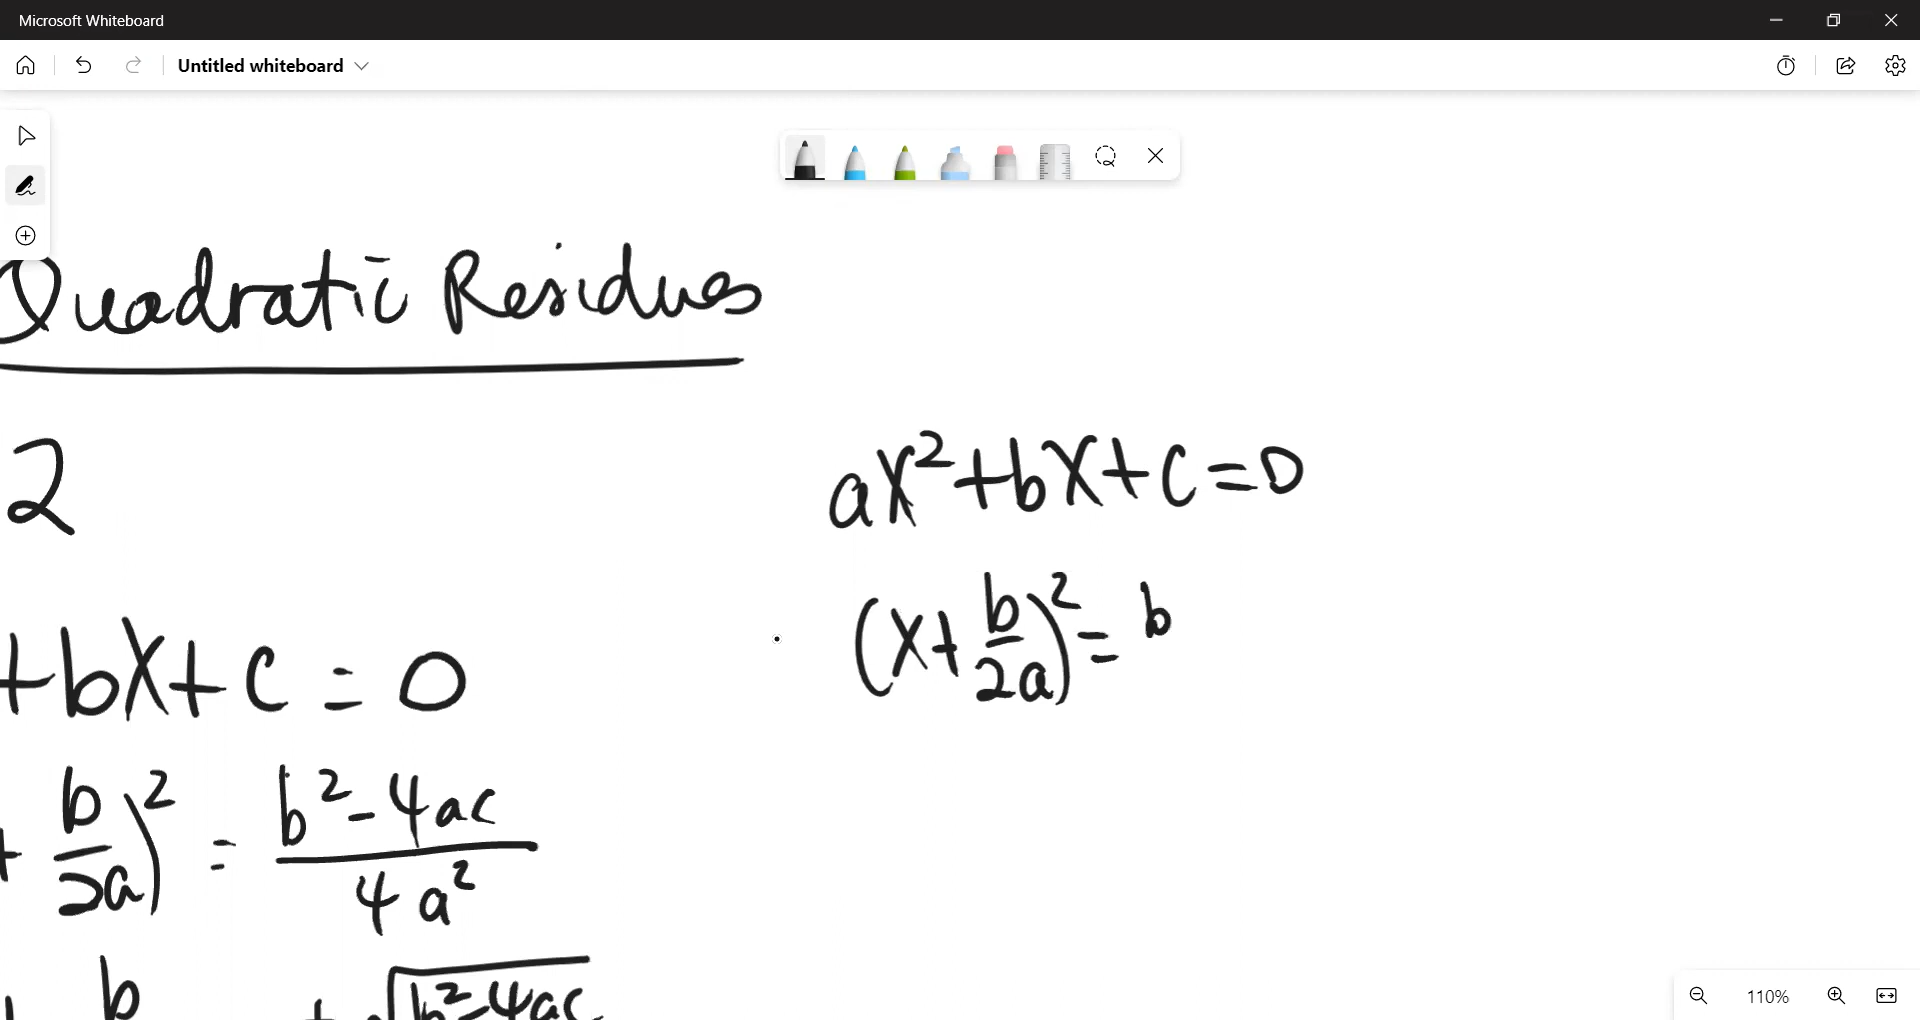 Microsoft Whiteboard
Untitled whiteboard
Quadratic Residues
2
+bx+c=0
+ b/2a)² = b²-4ac/4a²
b
+ √b²-4ac
ax²+bx+c=0
(x+b/2a)²=b
110%